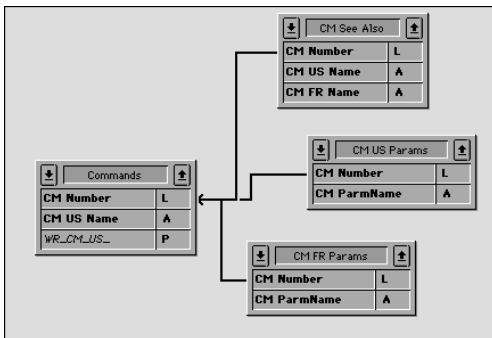 CM See Also
CM Number L
CM US Name A
CM FR Name A
CM US Params
CM Number L
CM ParmName A
Commands
CM Number L
CM US Name A
WR_CM_US_ P
CM FR Params
CM Number L
CM ParmName A